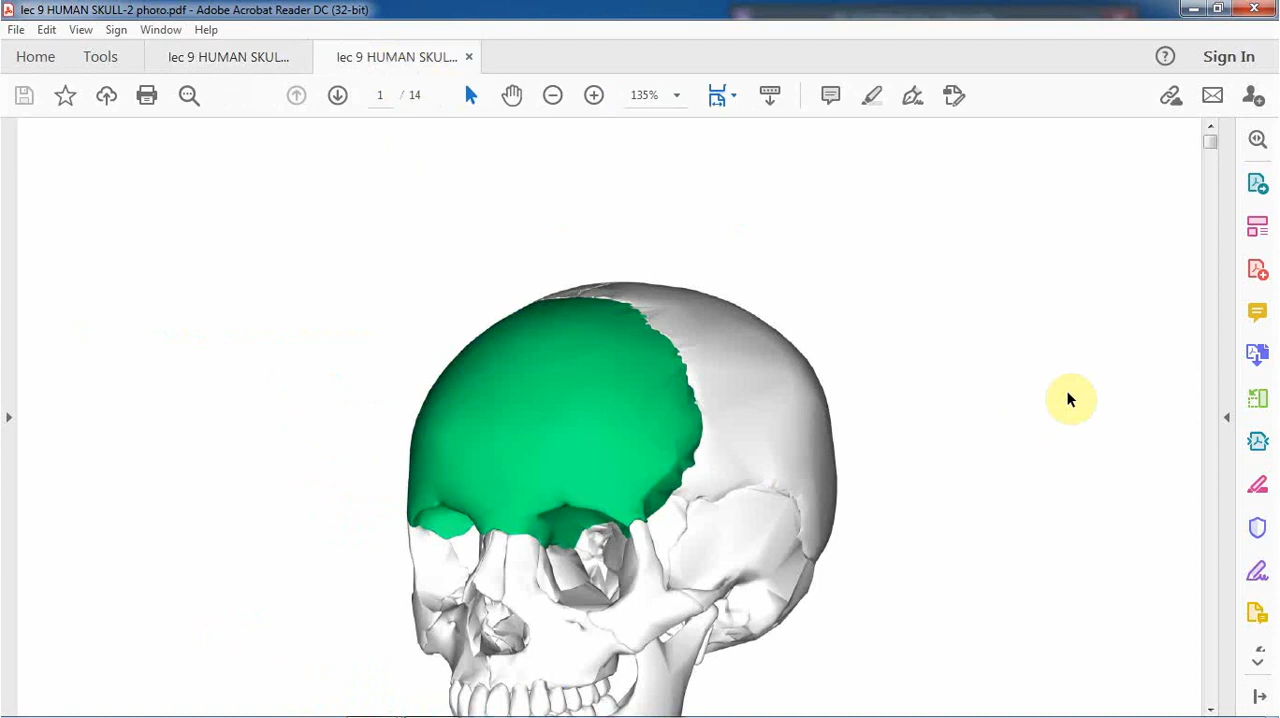 lec 9 HUMAN SKULL-2 phoro.pdf - Adobe Acrobat Reader DC (32-bit)
File Edit View Sign Window Help
Home Tools lec 9 HUMAN SKUL... lec 9 HUMAN SKUL... × Sign In
1 / 14 135%